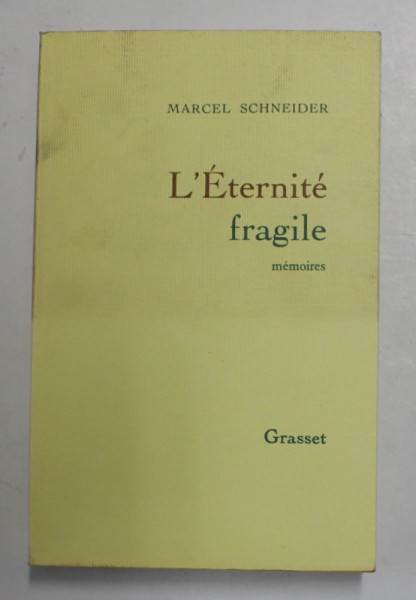 MARCEL SCHNEIDER
L'Éternité
fragile
mémoires
Grasset